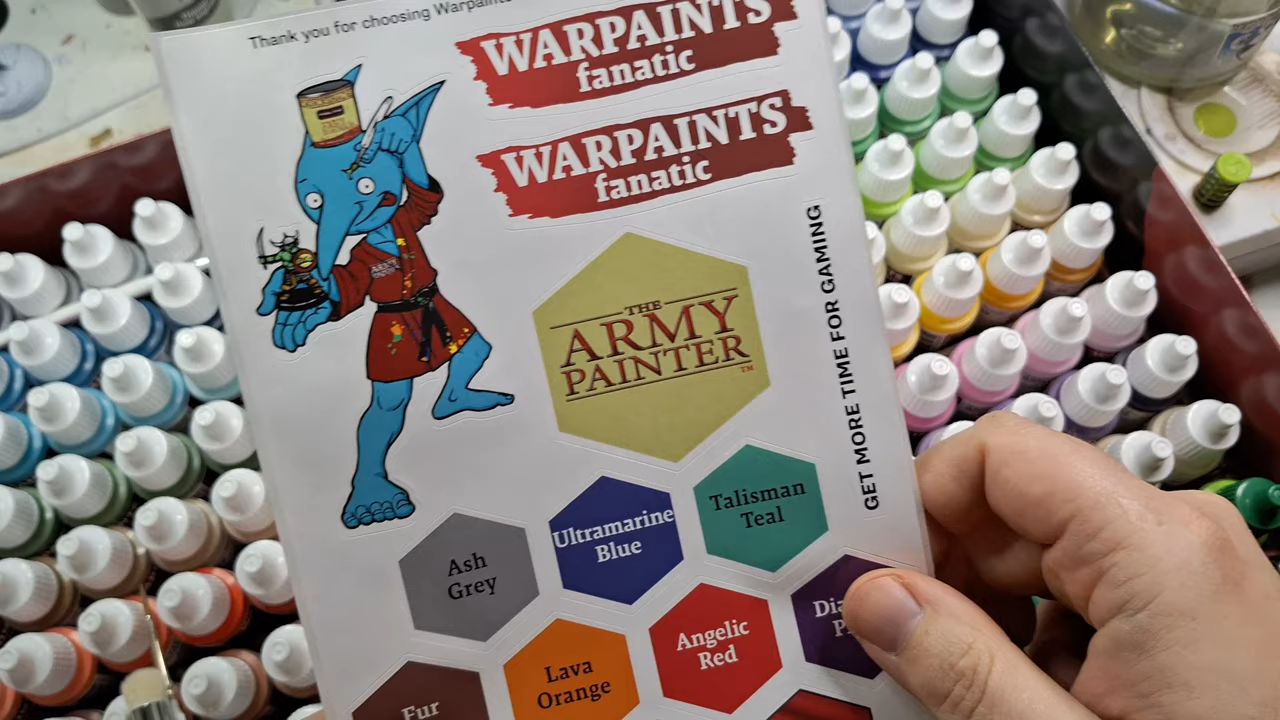 Thank you for choosing Warpaints
WARPAINTS
fanatic
WARPAINTS
fanatic
THE
ARMY
PAINTER
TM
GET MORE TIME FOR GAMING
Ash
Grey
Ultramarine
Blue
Talisman
Teal
Fur
Lava
Orange
Angelic
Red